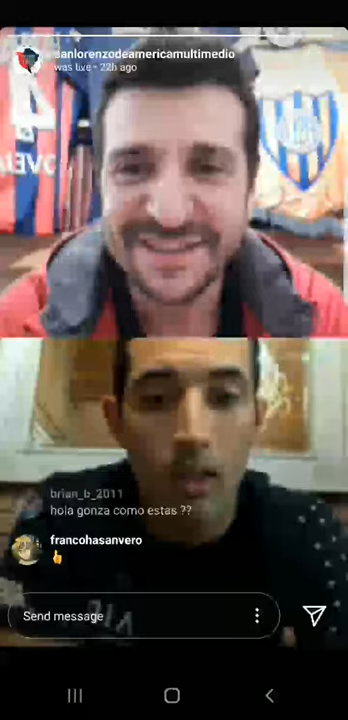 sanlorenzodeamericamultimedio
was live • 22h ago
brian_b_2011
hola gonza como estas ??
francohasanvero
Send message